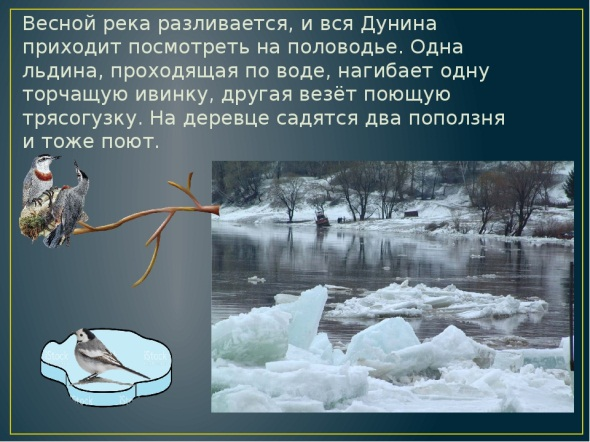 Весной река разливается, и вся Дунина
приходит посмотреть на половодье. Одна
льдина, проходящая по воде, нагибает одну
торчащую ивинку, другая везёт поющую
трясогузку. На деревце садятся два поползня
и тоже поют.